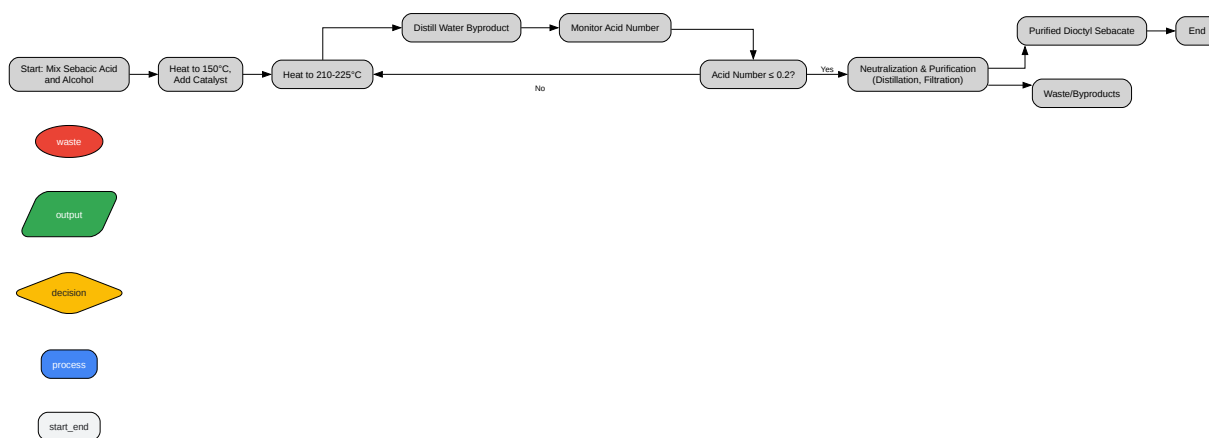 Start: Mix Sebacic Acid
and Alcohol
Heat to 150°C,
Add Catalyst
Heat to 210-225°C
Distill Water Byproduct
Monitor Acid Number
Acid Number ≤ 0.2?
No
Yes
Neutralization & Purification
(Distillation, Filtration)
Purified Dioctyl Sebacate
End
Waste/Byproducts
waste
output
decision
process
start_end